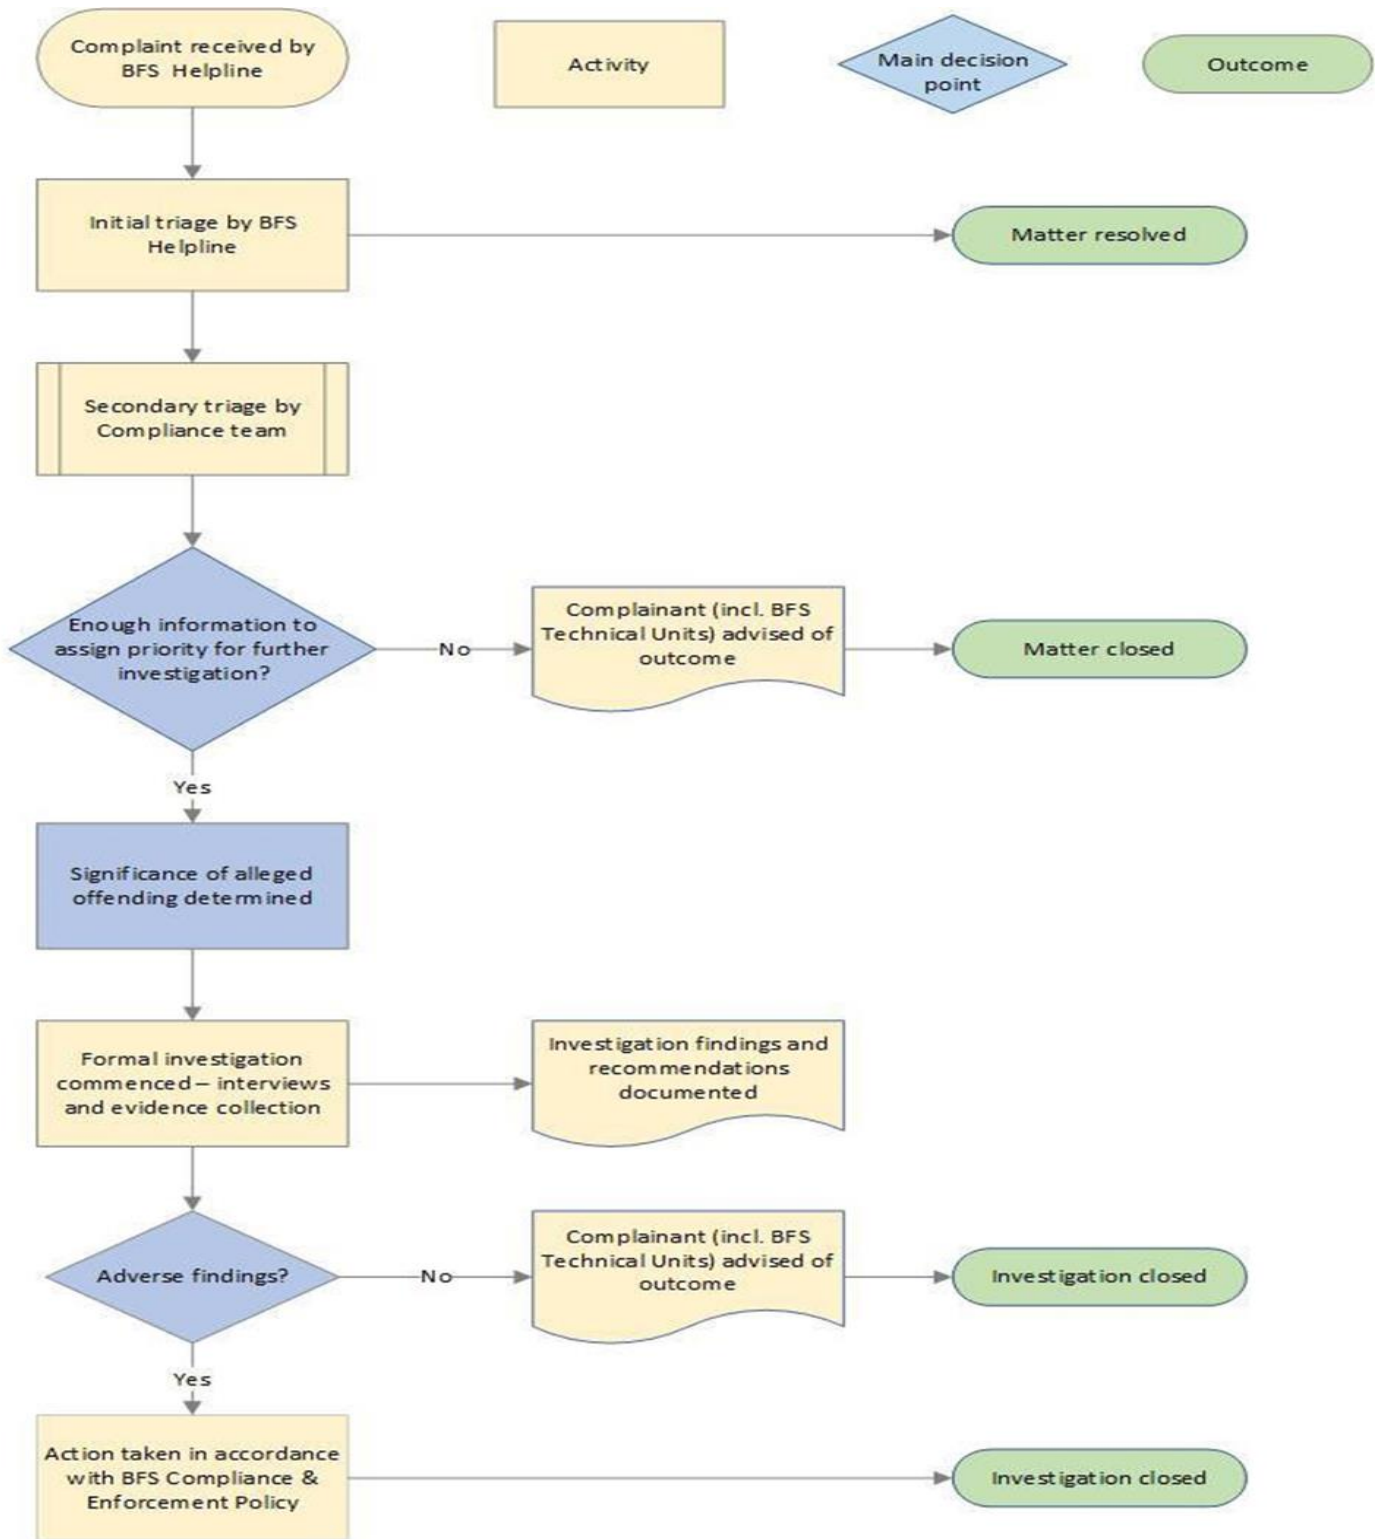 Complaint received by
BFS Helpline
Activity
Main decision
point
Outcome
Initial triage by BFS
Helpline
Matter resolved
Secondary triage by
Compliance team
Enough information to
assign priority for further
investigation?
No
Complainant (incl. BFS
Technical Units) advised of
outcome
Matter closed
Yes
Significance of alleged
offending determined
Formal investigation
commenced – interviews
and evidence collection
Investigation findings and
recommendations
documented
Adverse findings?
No
Complainant (incl. BFS
Technical Units) advised of
outcome
Investigation closed
Yes
Action taken in accordance
with BFS Compliance &
Enforcement Policy
Investigation closed